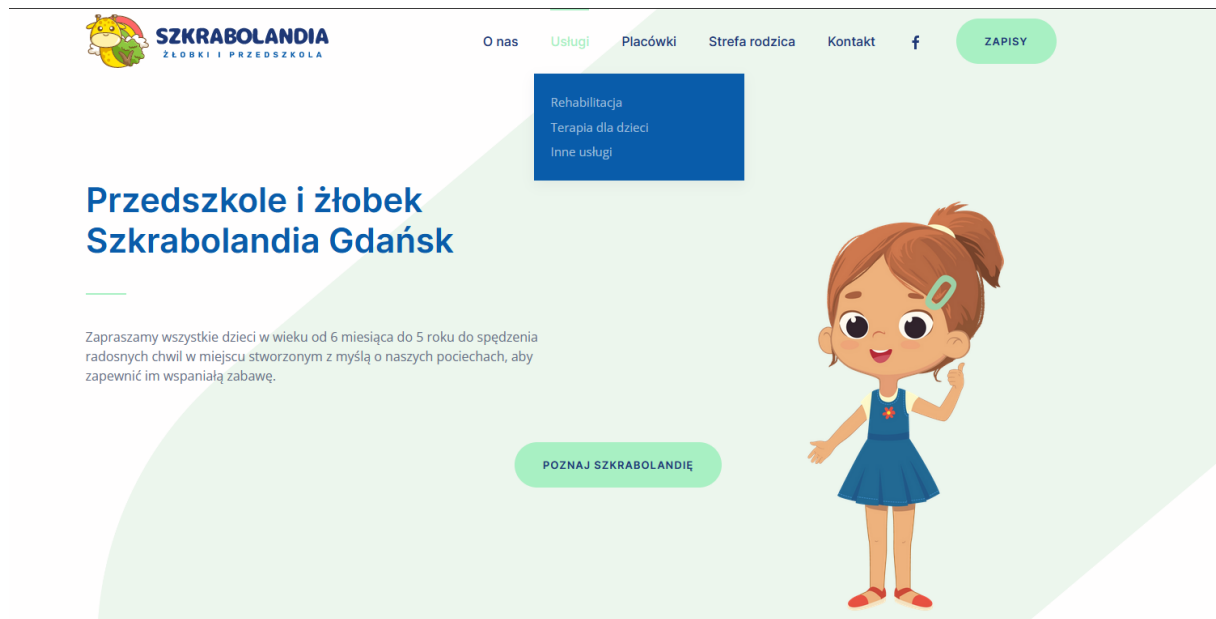 SZKRABOLANDIA
ŻŁOBKI I PRZEDSZKOLA
O nas
Usługi
Placówki
Strefa rodzica
Kontakt
f
ZAPISY
Rehabilitacja
Terapia dla dzieci
Inne usługi
Przedszkole i żłobek
Szkrabolandia Gdańsk
Zapraszamy wszystkie dzieci w wieku od 6 miesiąca do 5 roku do spędzenia
radosnych chwil w miejscu stworzonym z myślą o naszych pociechach, aby
zapewnić im wspaniałą zabawę.
POZNAJ SZKRABOLANDIĘ